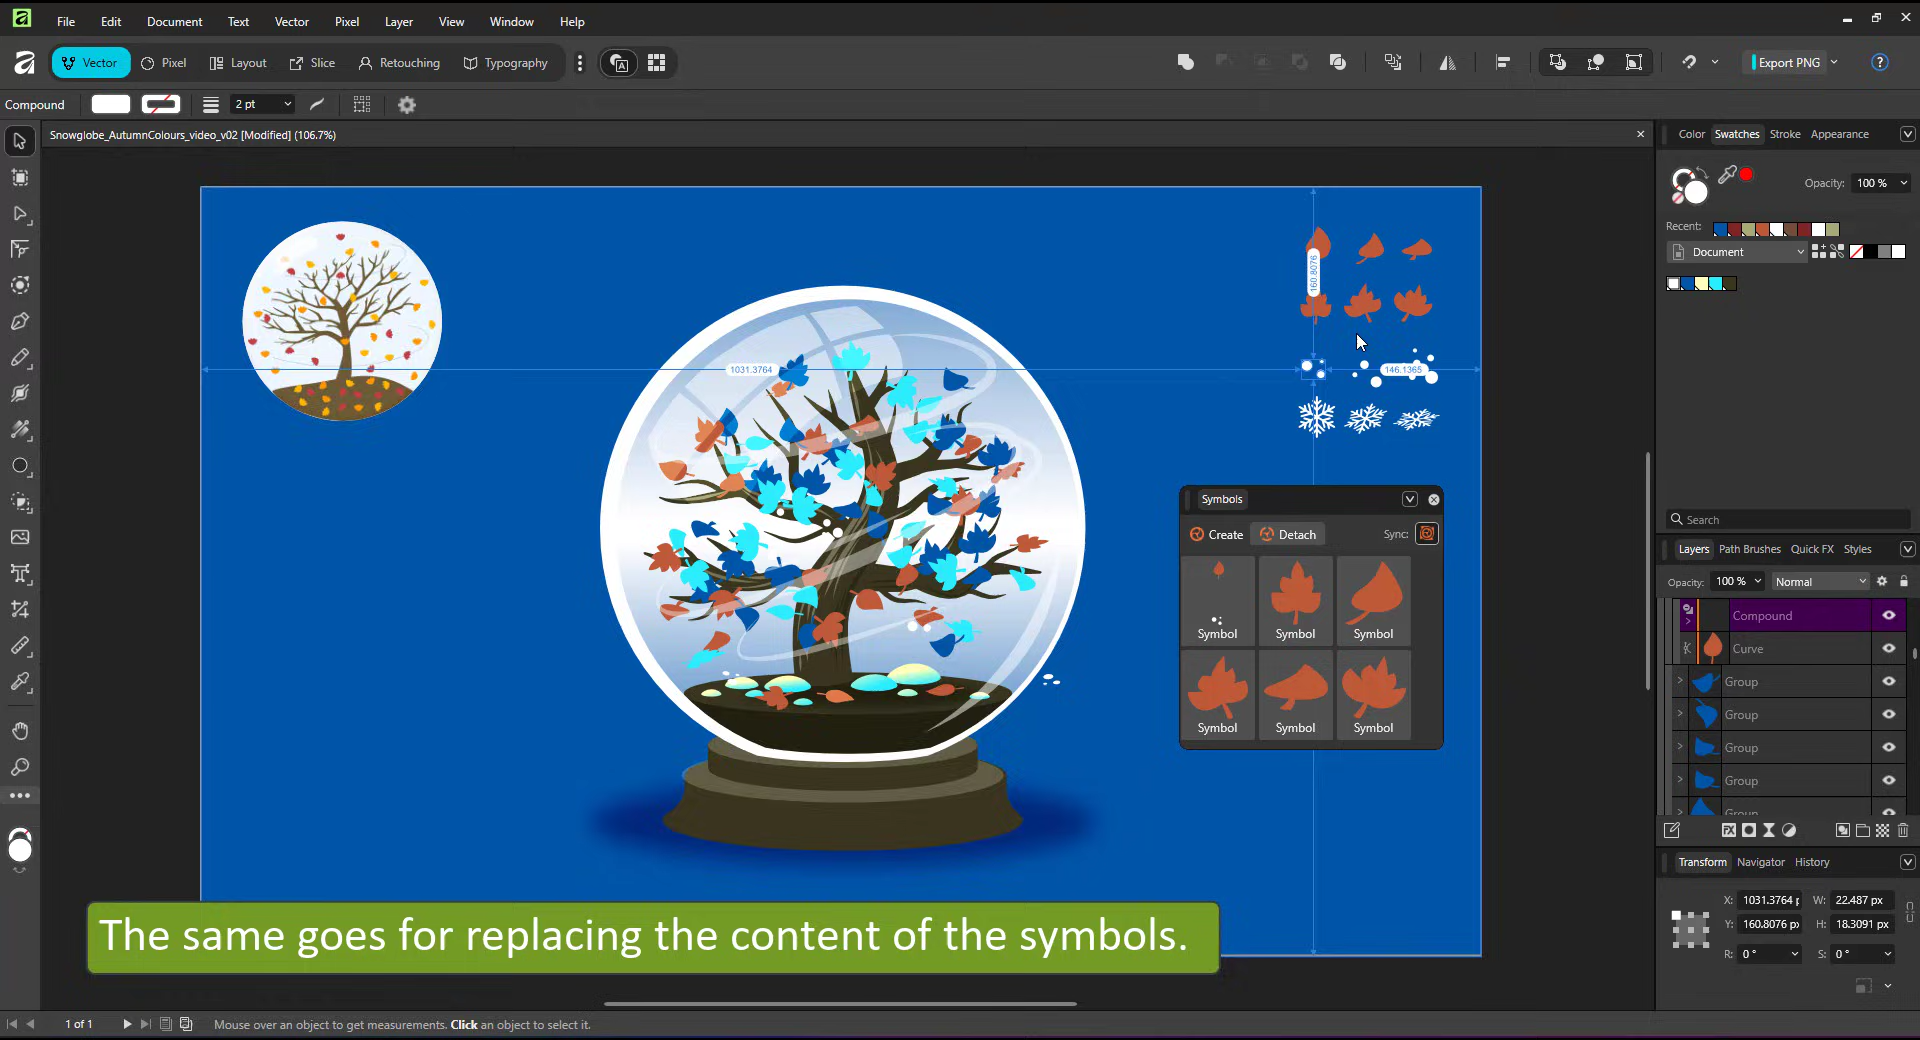 File Edit Document Text Vector Pixel Layer View Window Help
Vector Pixel Layout Slice Retouching Typography Export PNG
Compound 2 pt
Snowglobe_AutumnColours_video_v02 [Modified] (106.7%)
Color Swatches Stroke Appearance
Opacity: 100 %
Recent:
Document
160.8076
1031.3764
146.1365
Symbols
Create Detach Sync:
Symbol Symbol Symbol
Symbol Symbol Symbol
Search
Layers Path Brushes Quick FX Styles
Opacity: 100 % Normal
Compound
Curve
Group
Group
Group
Group
Group
Transform Navigator History
X: 1031.3764 p W: 22.487 px
Y: 160.8076 px H: 18.3091 px
R: 0 ° S: 0 °
The same goes for replacing the content of the symbols.
1 of 1 Mouse over an object to get measurements. Click an object to select it.